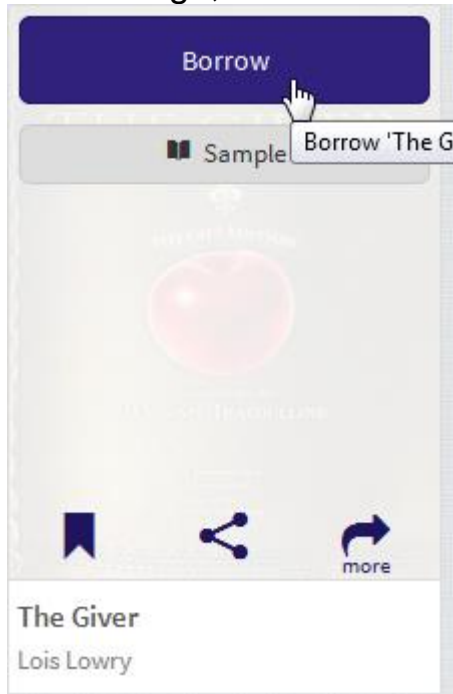 Borrow
Sample
Borrow 'The G
more
The Giver
Lois Lowry